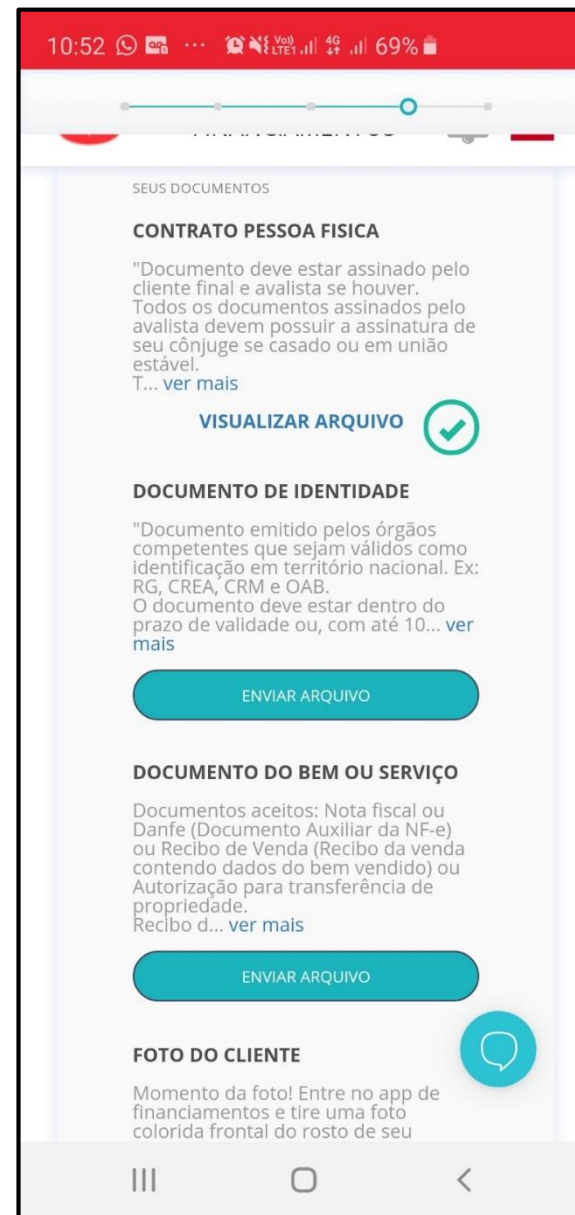 10:52 69%
Vo)) LTE1 4G
SEUS DOCUMENTOS
CONTRATO PESSOA FISICA
"Documento deve estar assinado pelo
cliente final e avalista se houver.
Todos os documentos assinados pelo
avalista devem possuir a assinatura de
seu cônjuge se casado ou em união
estável.
T... ver mais
VISUALIZAR ARQUIVO
DOCUMENTO DE IDENTIDADE
"Documento emitido pelos órgãos
competentes que sejam válidos como
identificação em território nacional. Ex:
RG, CREA, CRM e OAB.
O documento deve estar dentro do
prazo de validade ou, com até 10... ver
mais
ENVIAR ARQUIVO
DOCUMENTO DO BEM OU SERVIÇO
Documentos aceitos: Nota fiscal ou
Danfe (Documento Auxiliar da NF-e)
ou Recibo de Venda (Recibo da venda
contendo dados do bem vendido) ou
Autorização para transferência de
propriedade.
Recibo d... ver mais
ENVIAR ARQUIVO
FOTO DO CLIENTE
Momento da foto! Entre no app de
financiamentos e tire uma foto
colorida frontal do rosto de seu